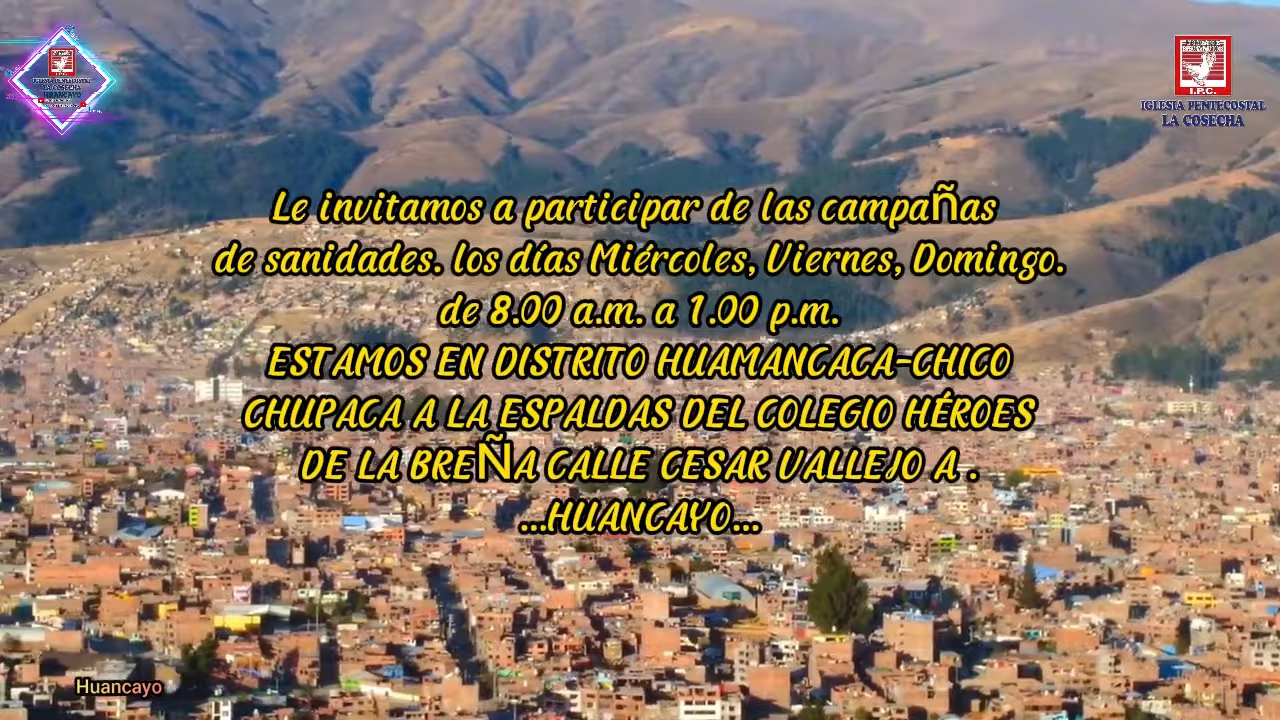 I.P.C.
IGLESIA PENTECOSTAL
LA COSECHA
Le invitamos a participar de las campañas
de sanidades. los días Miércoles, Viernes, Domingo.
de 8.00 a.m. a 1.00 p.m.
ESTAMOS EN DISTRITO HUAMANCACA-CHICO
CHUPACA A LA ESPALDAS DEL COLEGIO HÉROES
DE LA BREÑA CALLE CESAR VALLEJO A .
...HUANCAYO...
Huancayo